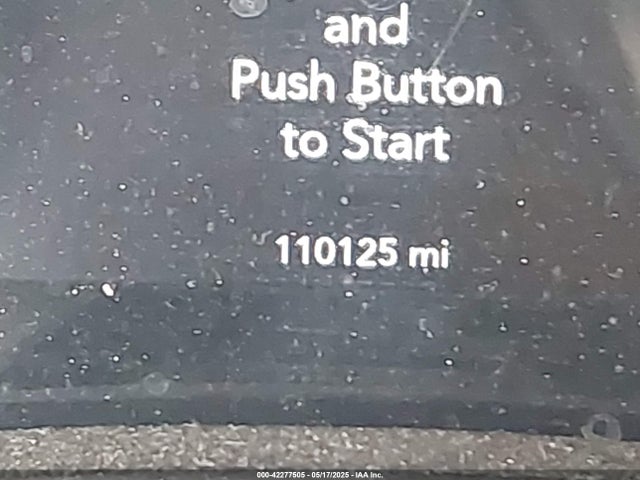 and
Push Button
to Start
110125 mi
000-42277505 - 05/17/2025 - IAA Inc.